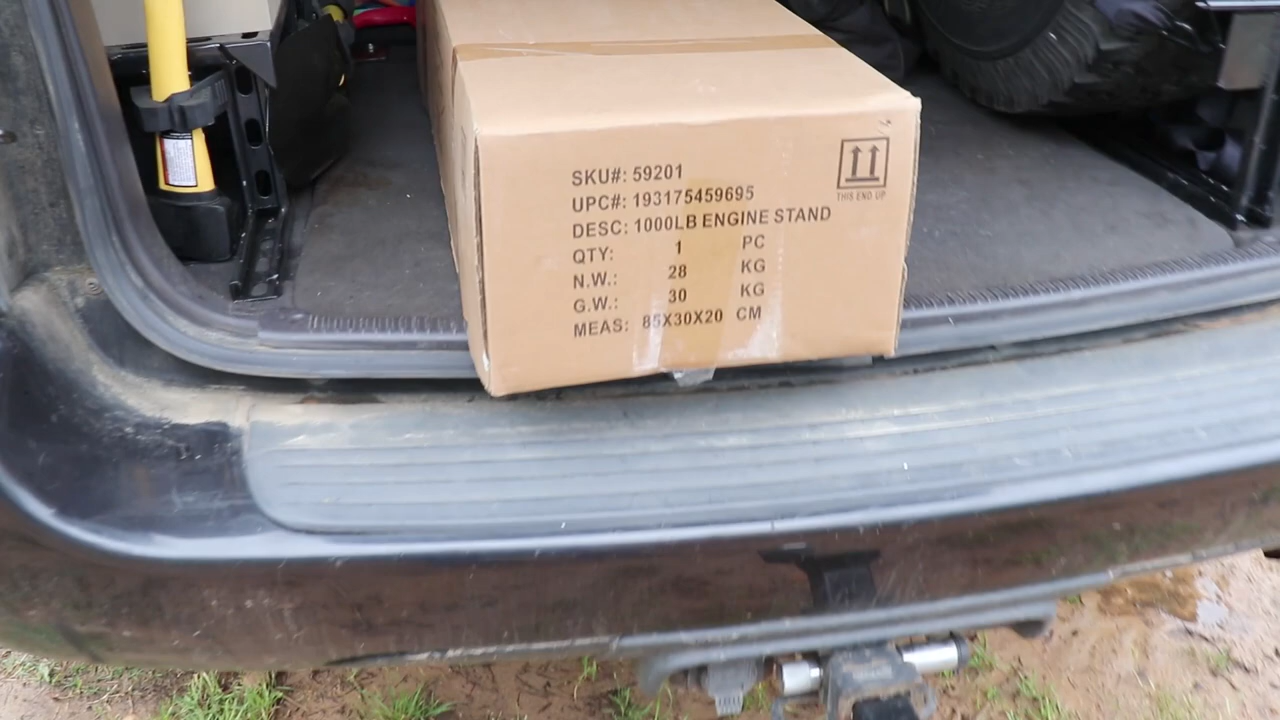 SKU#: 59201
UPC#: 193175459695
DESC: 1000LB ENGINE STAND
QTY: 1 PC
N.W.: 28 KG
G.W.: 30 KG
MEAS: 85X30X20 CM
THIS END UP